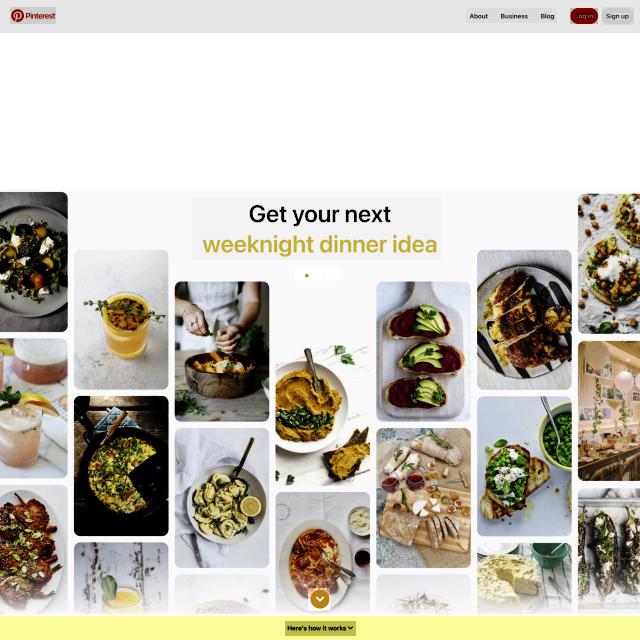 Pinterest
About
Business
Blog
Log in
Sign up
Get your next
weeknight dinner idea
Here's how it works